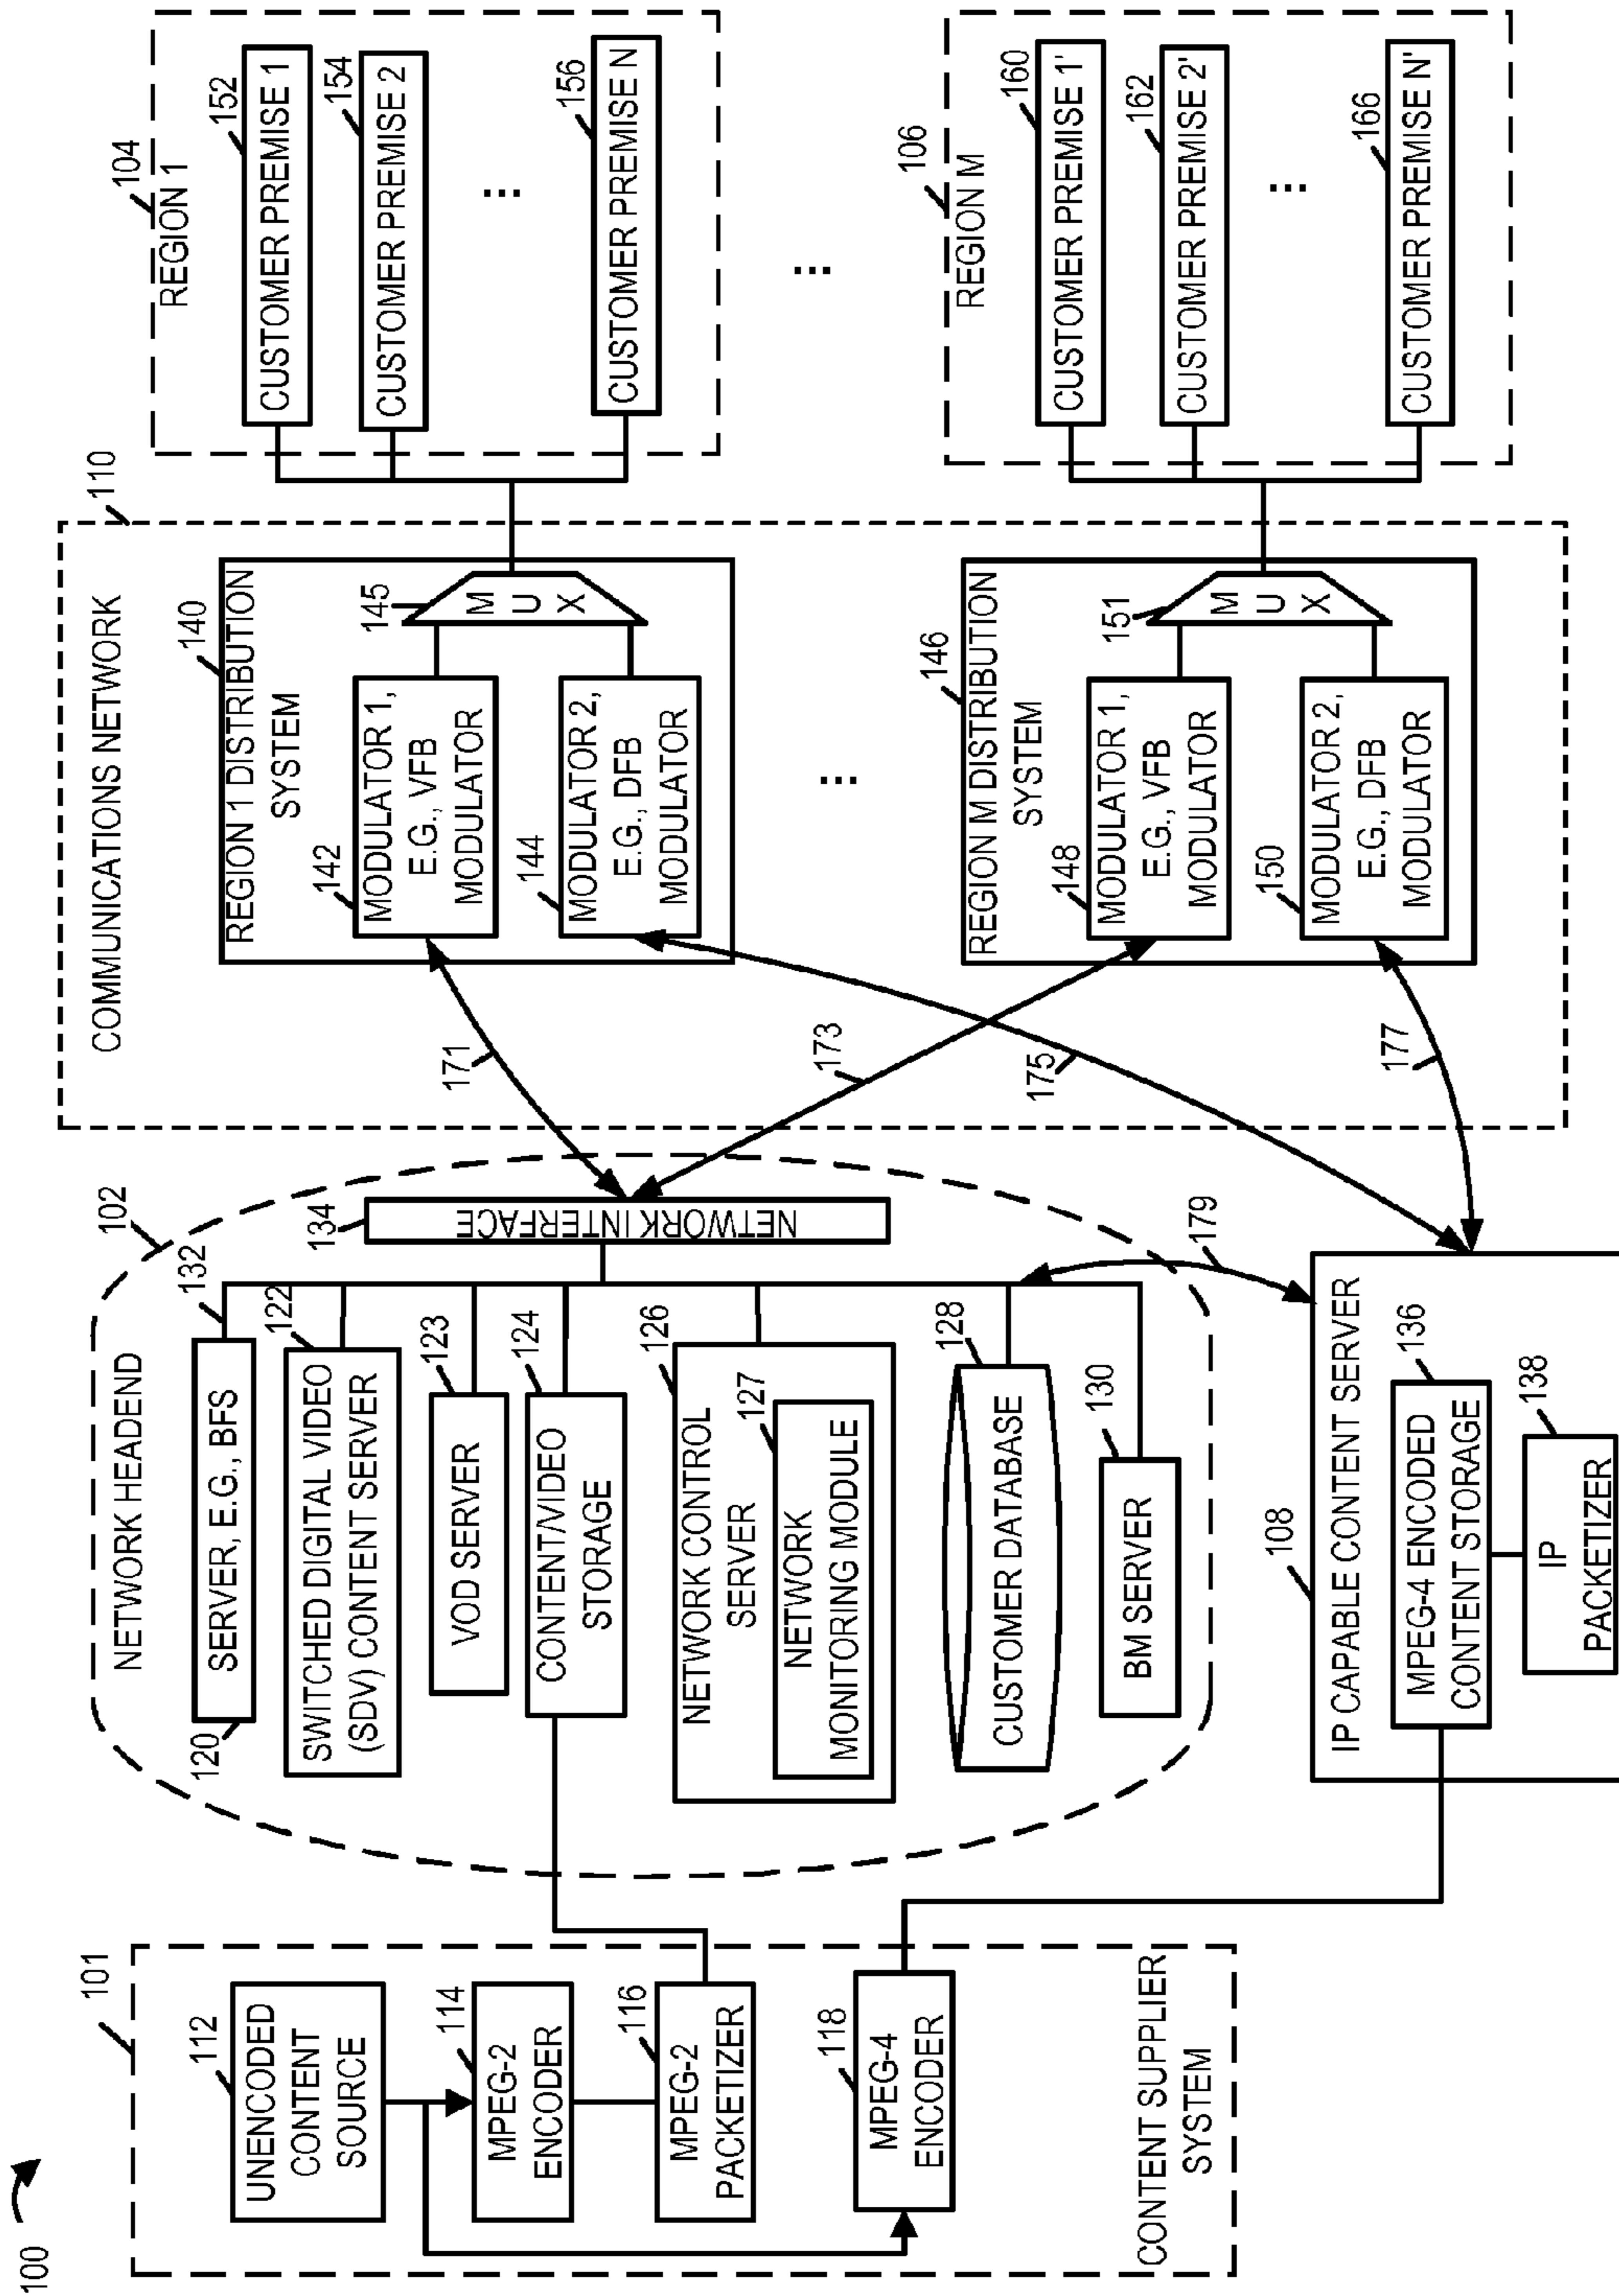 100
101
112
UNENCODED
CONTENT
SOURCE
114
MPEG-2
ENCODER
116
MPEG-2
PACKETIZER
118
MPEG-4
ENCODER
CONTENT SUPPLIER
SYSTEM
102
NETWORK HEADEND
120
SERVER, E.G., BFS
132
122
SWITCHED DIGITAL VIDEO
(SDV) CONTENT SERVER
123
VOD SERVER
124
CONTENT/VIDEO
STORAGE
126
NETWORK CONTROL
SERVER
127
NETWORK
MONITORING MODULE
128
CUSTOMER DATABASE
130
BM SERVER
134
NETWORK INTERFACE
179
108
IP CAPABLE CONTENT SERVER
136
MPEG-4 ENCODED
CONTENT STORAGE
138
IP
PACKETIZER
110
COMMUNICATIONS NETWORK
171
173
175
177
140
REGION 1 DISTRIBUTION
SYSTEM
142
MODULATOR 1,
E.G., VFB
MODULATOR
144
MODULATOR 2,
E.G., DFB
MODULATOR
145
M
U
X
...
146
REGION M DISTRIBUTION
SYSTEM
148
MODULATOR 1,
E.G., VFB
MODULATOR
150
MODULATOR 2,
E.G., DFB
MODULATOR
151
M
U
X
104
REGION 1
152
CUSTOMER PREMISE 1
154
CUSTOMER PREMISE 2
...
156
CUSTOMER PREMISE N
...
106
REGION M
160
CUSTOMER PREMISE 1'
162
CUSTOMER PREMISE 2'
...
166
CUSTOMER PREMISE N'